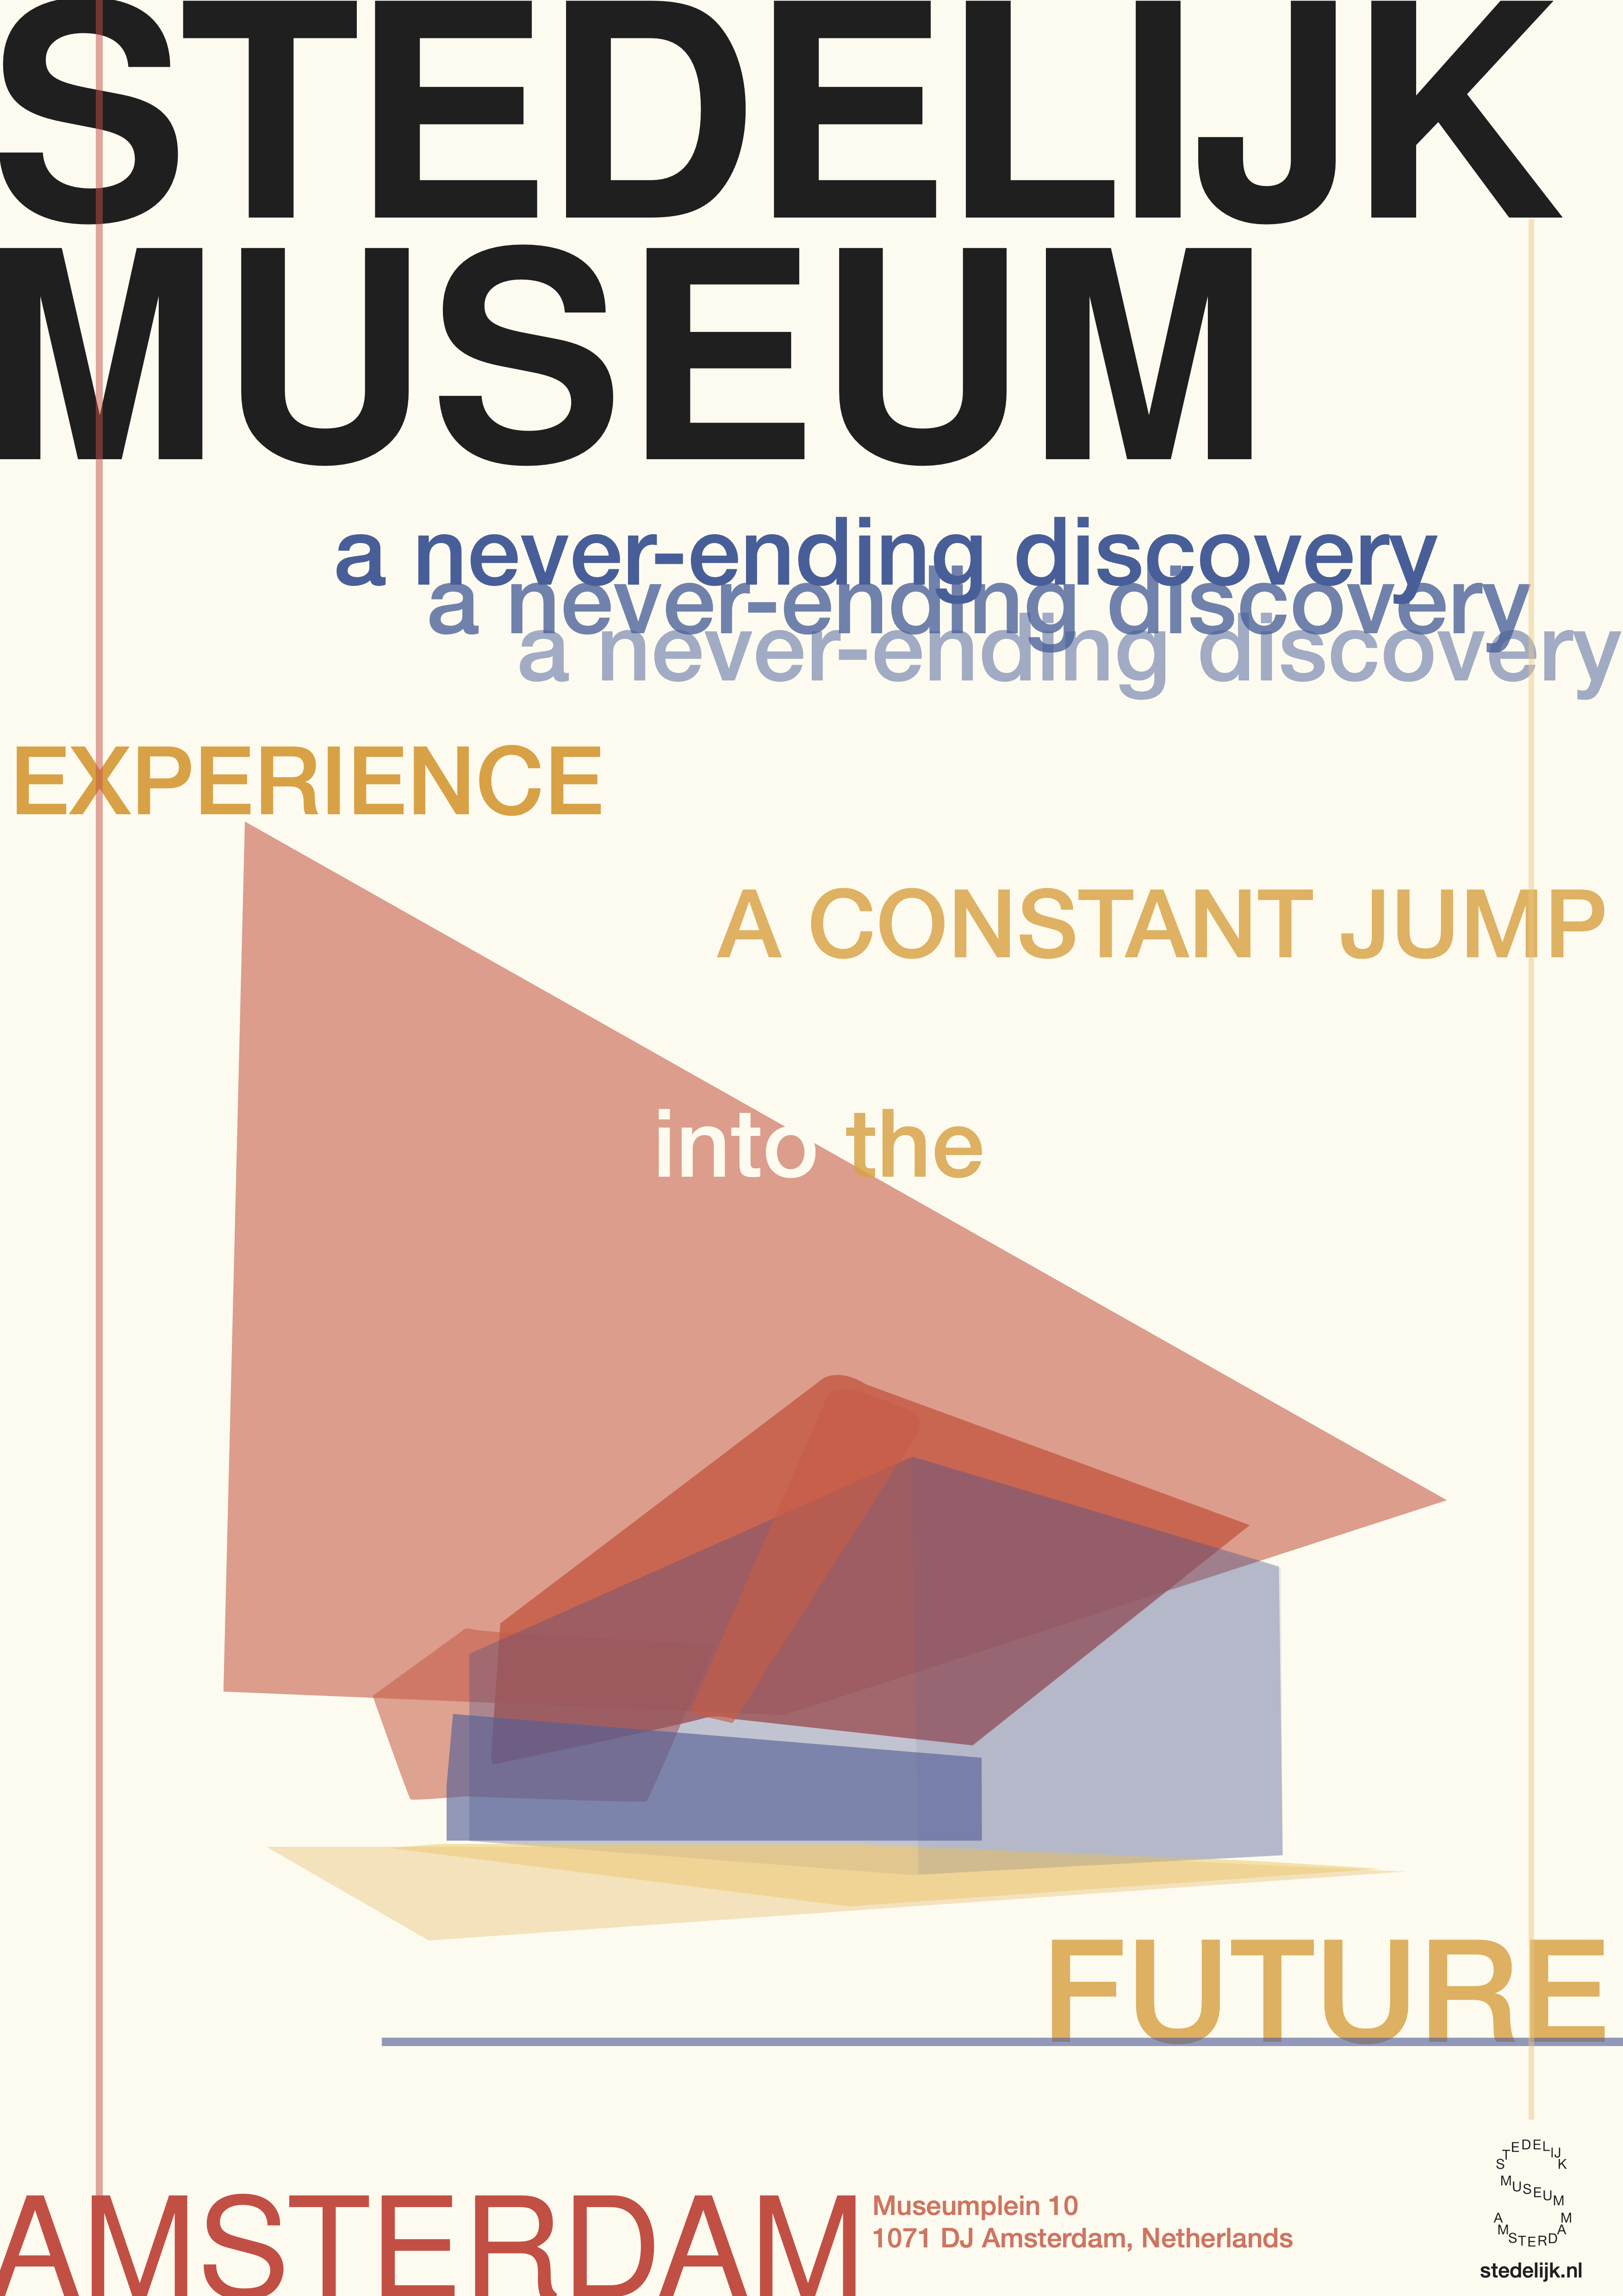 STEDELIJK
MUSEUM
a never-ending discovery
a never-ending discovery
a never-ending discovery
EXPERIENCE
A CONSTANT JUMP
into the
FUTURE
AMSTERDAM
Museumplein 10
1071 DJ Amsterdam, Netherlands
STEDELIJK
MUSEUM
AMSTERDAM
stedelijk.nl